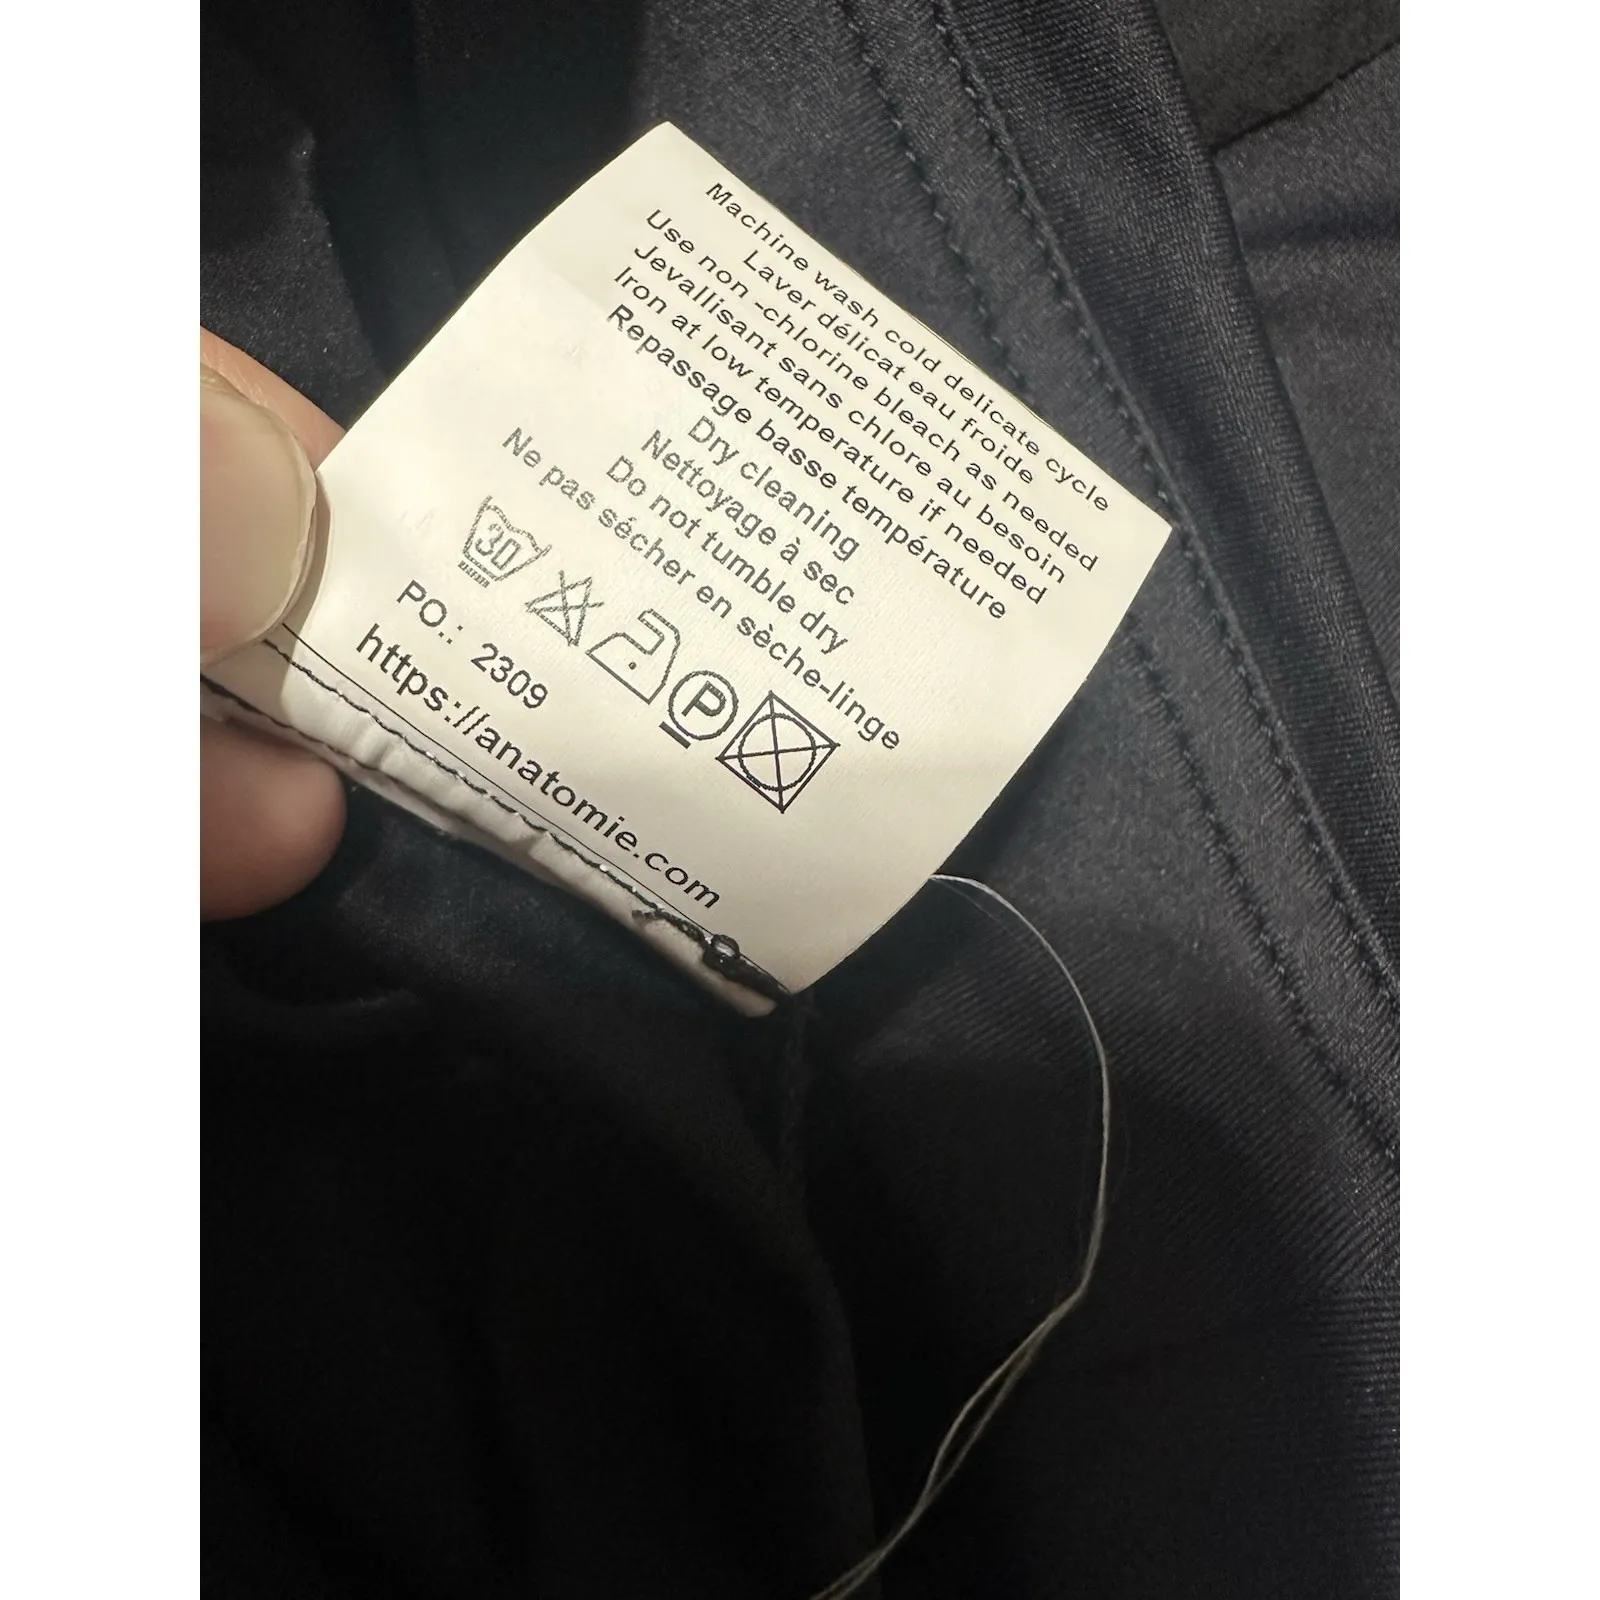 Machine wash cold delicate cycle
Laver délicat eau froide
Use non -chlorine bleach as needed
Jevallisant sans chlore au besoin
Iron at low temperature if needed
Repassage basse température
Dry cleaning
Nettoyage à sec
Do not tumble dry
Ne pas sécher en sèche-linge
30 P
PO.: 2309
https://anatomie.com